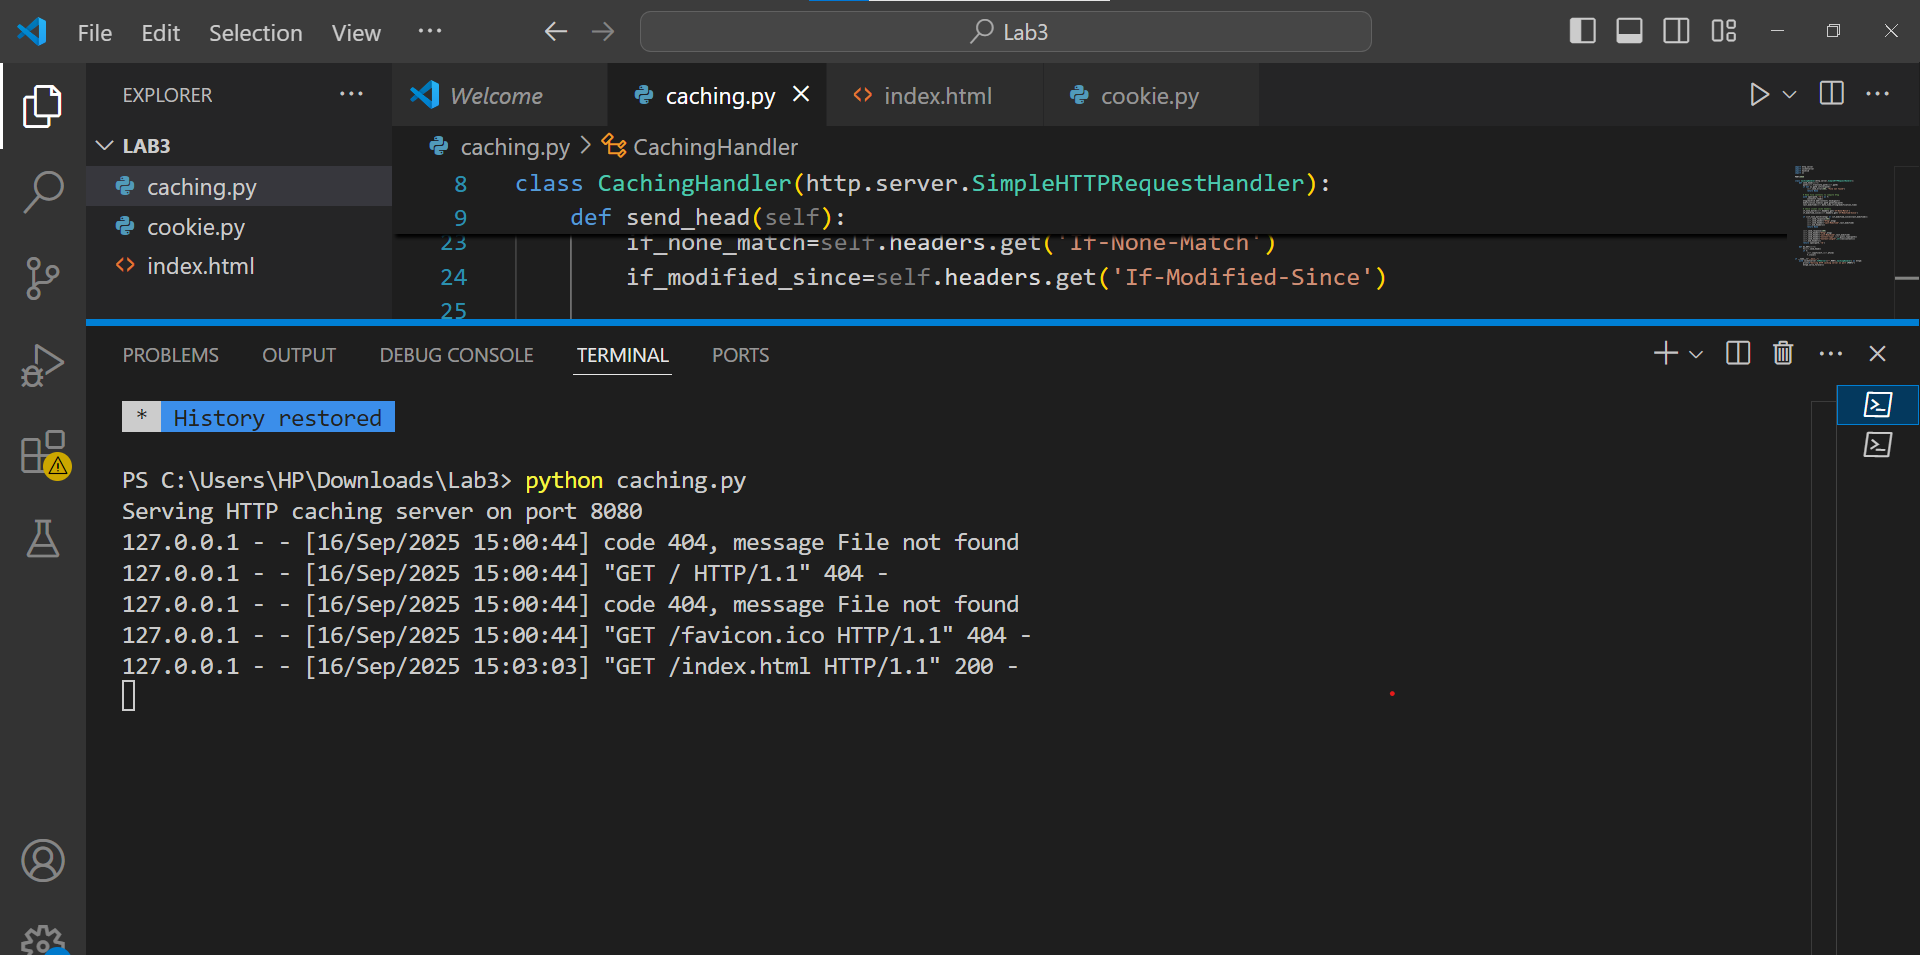 File Edit Selection View ··· Lab3
EXPLORER ···
LAB3
caching.py
cookie.py
index.html
Welcome caching.py index.html cookie.py
caching.py > CachingHandler
8 class CachingHandler(http.server.SimpleHTTPRequestHandler):
9 def send_head(self):
23 if_none_match=self.headers.get('If-None-Match')
24 if_modified_since=self.headers.get('If-Modified-Since')
25
PROBLEMS OUTPUT DEBUG CONSOLE TERMINAL PORTS
* History restored
PS C:\Users\HP\Downloads\Lab3> python caching.py
Serving HTTP caching server on port 8080
127.0.0.1 - - [16/Sep/2025 15:00:44] code 404, message File not found
127.0.0.1 - - [16/Sep/2025 15:00:44] "GET / HTTP/1.1" 404 -
127.0.0.1 - - [16/Sep/2025 15:00:44] code 404, message File not found
127.0.0.1 - - [16/Sep/2025 15:00:44] "GET /favicon.ico HTTP/1.1" 404 -
127.0.0.1 - - [16/Sep/2025 15:03:03] "GET /index.html HTTP/1.1" 200 -